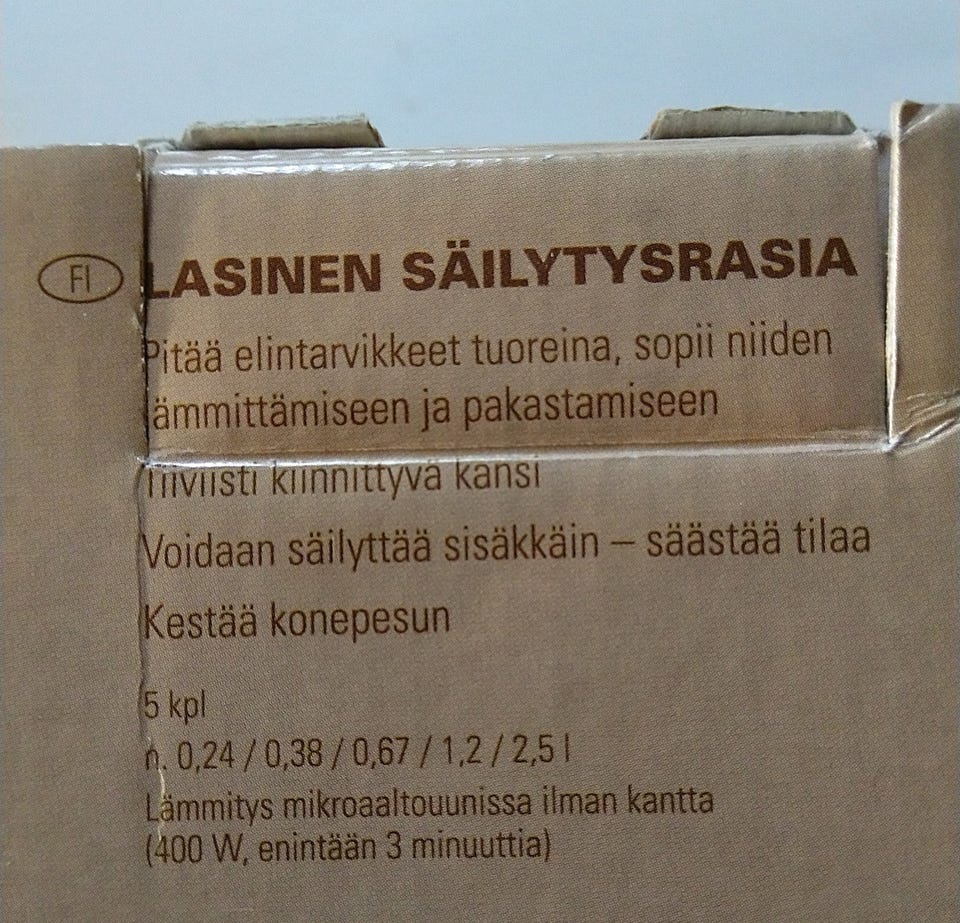 FI
LASINEN SÄILYTYSRASIA
Pitää elintarvikkeet tuoreina, sopii niiden
lämmittämiseen ja pakastamiseen
Tiiviisti kiinnittyvä kansi
Voidaan säilyttää sisäkkäin – säästää tilaa
Kestää konepesun
5 kpl
n. 0,24 / 0,38 / 0,67 / 1,2 / 2,5 l
Lämmitys mikroaaltouunissa ilman kantta
(400 W, enintään 3 minuuttia)